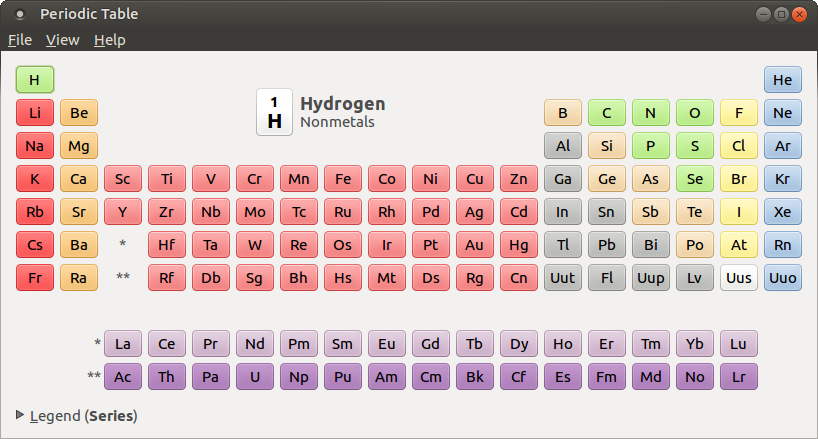 Periodic Table
File View Help
H He
1 Hydrogen
H Nonmetals
Li Be B C N O F Ne
Na Mg Al Si P S Cl Ar
K Ca Sc Ti V Cr Mn Fe Co Ni Cu Zn Ga Ge As Se Br Kr
Rb Sr Y Zr Nb Mo Tc Ru Rh Pd Ag Cd In Sn Sb Te I Xe
Cs Ba * Hf Ta W Re Os Ir Pt Au Hg Tl Pb Bi Po At Rn
Fr Ra ** Rf Db Sg Bh Hs Mt Ds Rg Cn Uut Fl Uup Lv Uus Uuo
* La Ce Pr Nd Pm Sm Eu Gd Tb Dy Ho Er Tm Yb Lu
** Ac Th Pa U Np Pu Am Cm Bk Cf Es Fm Md No Lr
Legend (Series)